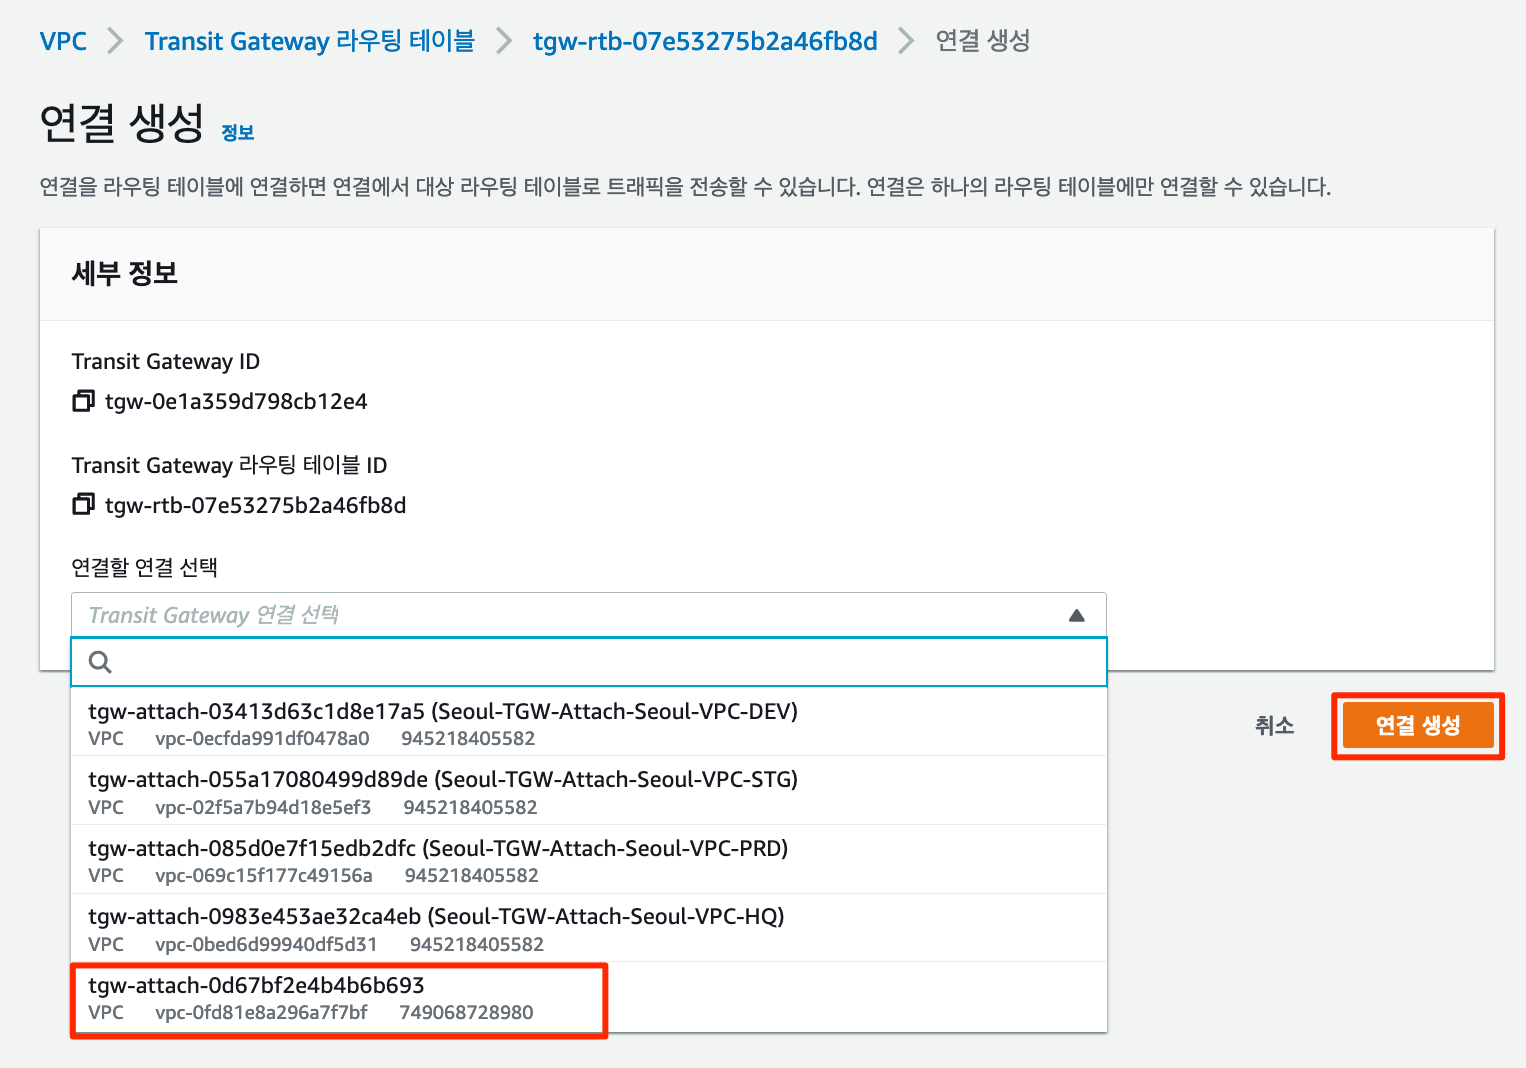 VPC > Transit Gateway 라우팅 테이블 > tgw-rtb-07e53275b2a46fb8d > 연결 생성
연결 생성 정보
연결을 라우팅 테이블에 연결하면 연결에서 대상 라우팅 테이블로 트래픽을 전송할 수 있습니다. 연결은 하나의 라우팅 테이블에만 연결할 수 있습니다.
세부 정보
Transit Gateway ID
tgw-0e1a359d798cb12e4
Transit Gateway 라우팅 테이블 ID
tgw-rtb-07e53275b2a46fb8d
연결할 연결 선택
Transit Gateway 연결 선택
tgw-attach-03413d63c1d8e17a5 (Seoul-TGW-Attach-Seoul-VPC-DEV)
VPC vpc-0ecfda991df0478a0 945218405582
tgw-attach-055a17080499d89de (Seoul-TGW-Attach-Seoul-VPC-STG)
VPC vpc-02f5a7b94d18e5ef3 945218405582
tgw-attach-085d0e7f15edb2dfc (Seoul-TGW-Attach-Seoul-VPC-PRD)
VPC vpc-069c15f177c49156a 945218405582
tgw-attach-0983e453ae32ca4eb (Seoul-TGW-Attach-Seoul-VPC-HQ)
VPC vpc-0bed6d99940df5d31 945218405582
tgw-attach-0d67bf2e4b4b6b693
VPC vpc-0fd81e8a296a7f7bf 749068728980
취소 연결 생성